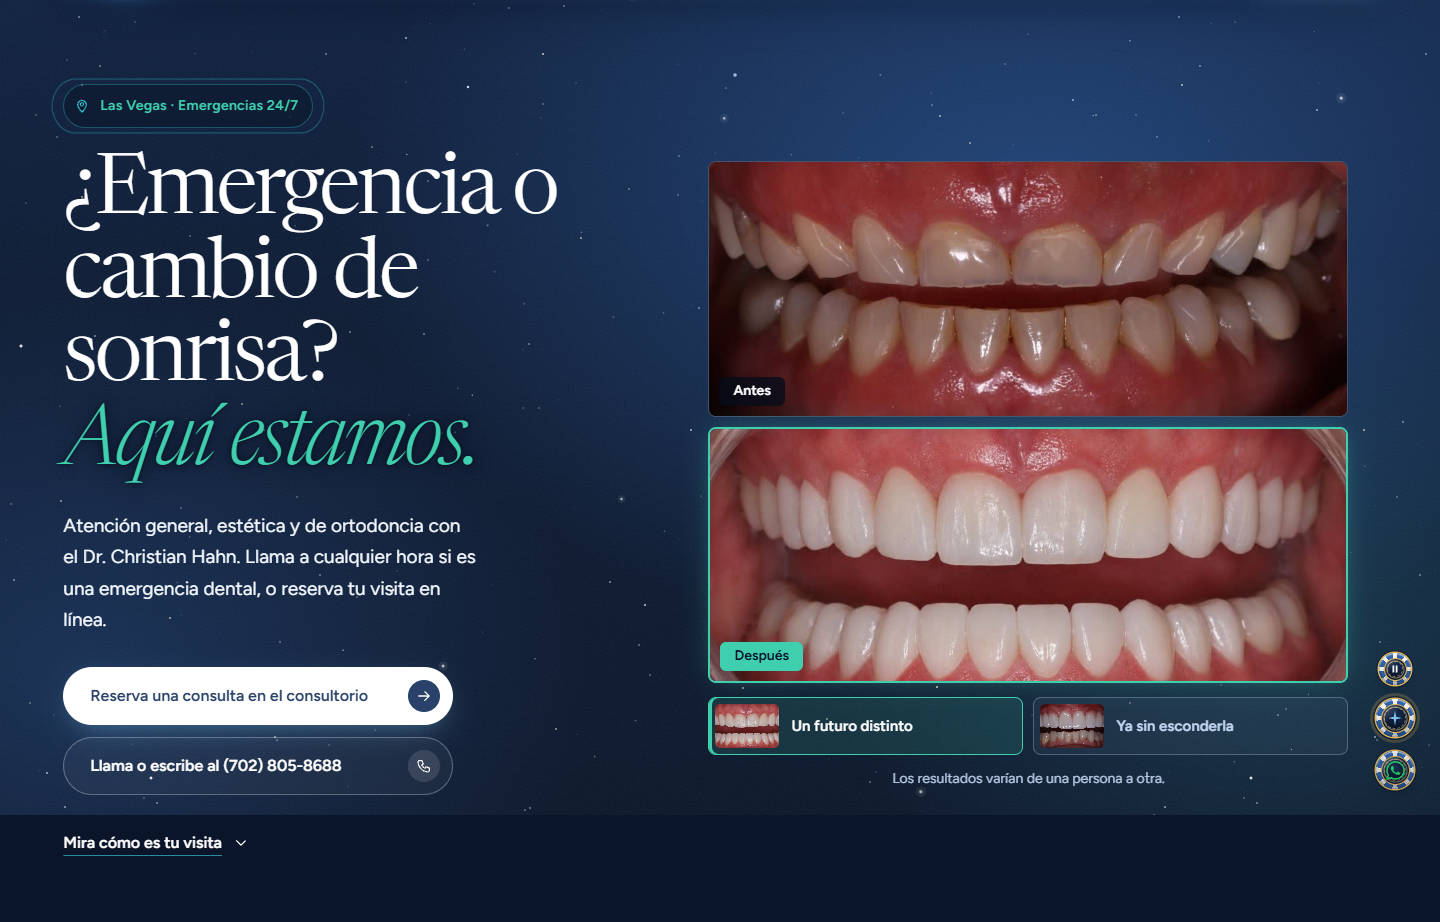 Las Vegas · Emergencias 24/7
¿Emergencia o
cambio de
sonrisa?
Aquí estamos.
Atención general, estética y de ortodoncia con
el Dr. Christian Hahn. Llama a cualquier hora si es
una emergencia dental, o reserva tu visita en
línea.
Reserva una consulta en el consultorio
Llama o escribe al (702) 805-8688
Mira cómo es tu visita
Antes
Después
Un futuro distinto
Ya sin esconderla
Los resultados varían de una persona a otra.